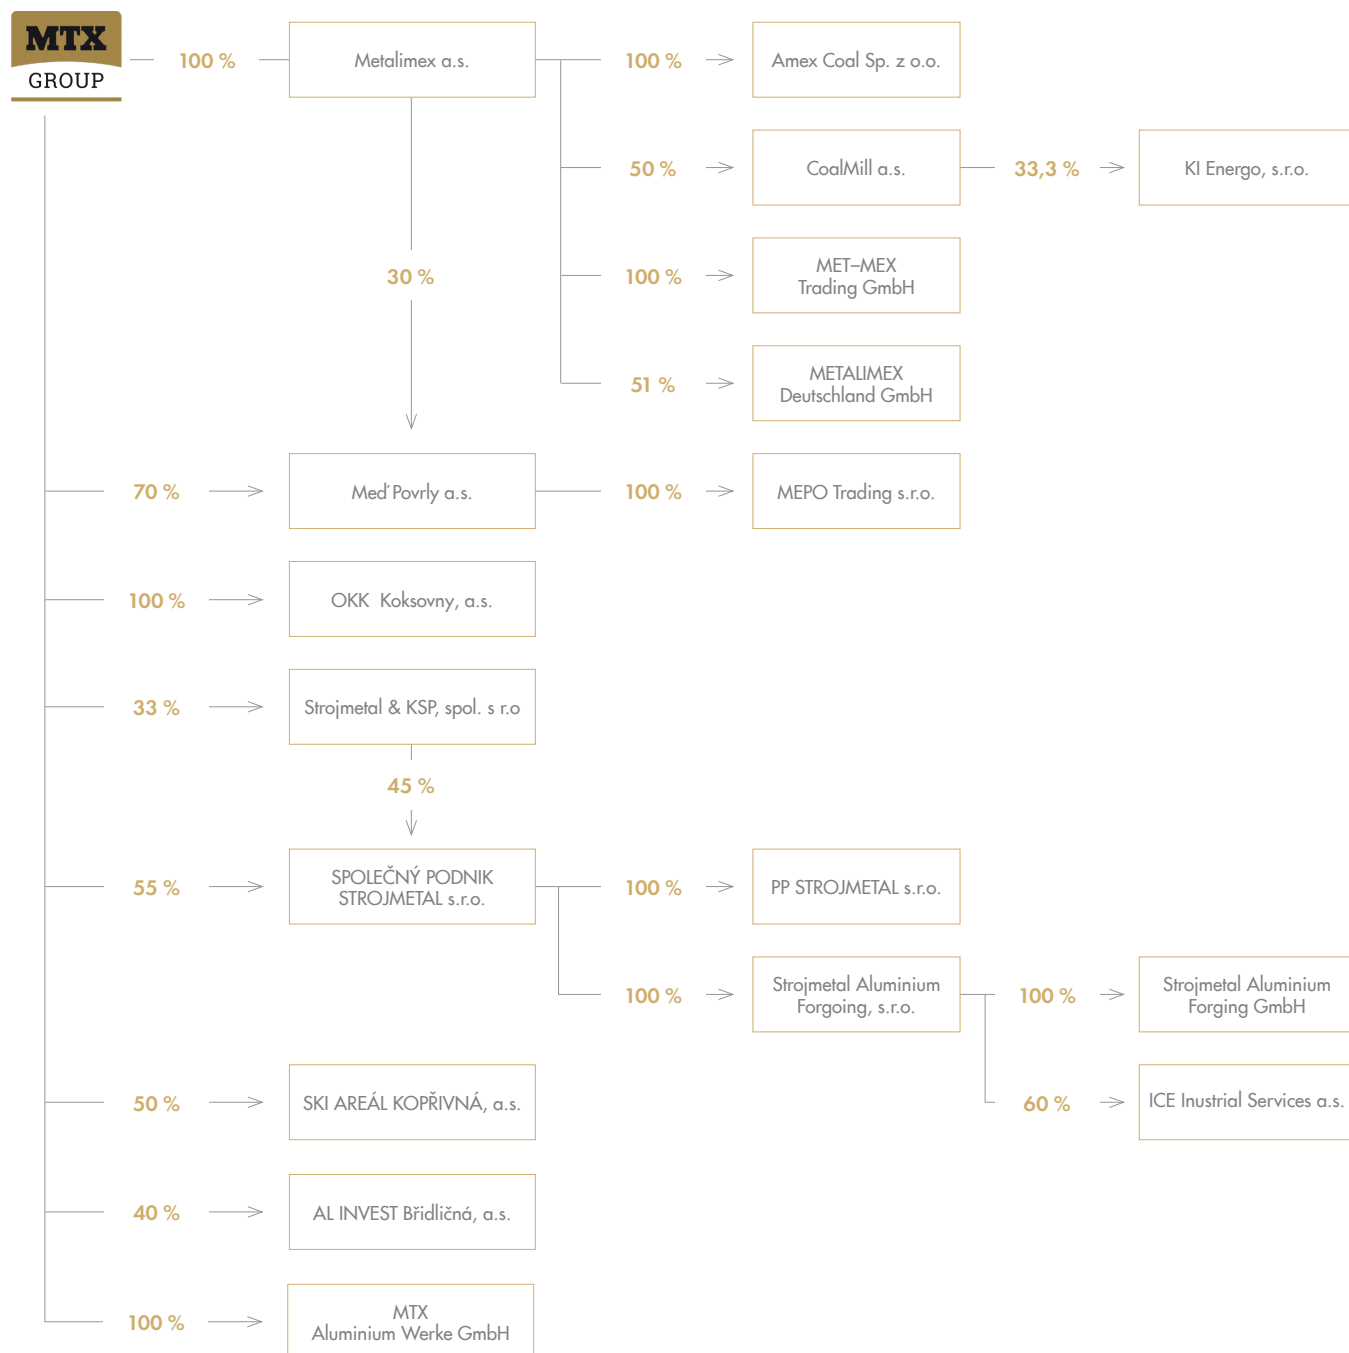 MTX
GROUP
100 %
Metalimex a.s.
100 %
Amex Coal Sp. z o.o.
50 %
CoalMill a.s.
33,3 %
KI Energo, s.r.o.
30 %
100 %
MET–MEX
Trading GmbH
51 %
METALIMEX
Deutschland GmbH
70 %
Meď Povrly a.s.
100 %
MEPO Trading s.r.o.
100 %
OKK Koksovny, a.s.
33 %
Strojmetal & KSP, spol. s r.o
45 %
55 %
SPOLEČNÝ PODNIK
STROJMETAL s.r.o.
100 %
PP STROJMETAL s.r.o.
100 %
Strojmetal Aluminium
Forgoing, s.r.o.
100 %
Strojmetal Aluminium
Forging GmbH
50 %
SKI AREÁL KOPŘIVNÁ, a.s.
60 %
ICE Inustrial Services a.s.
40 %
AL INVEST Břidličná, a.s.
100 %
MTX
Aluminium Werke GmbH